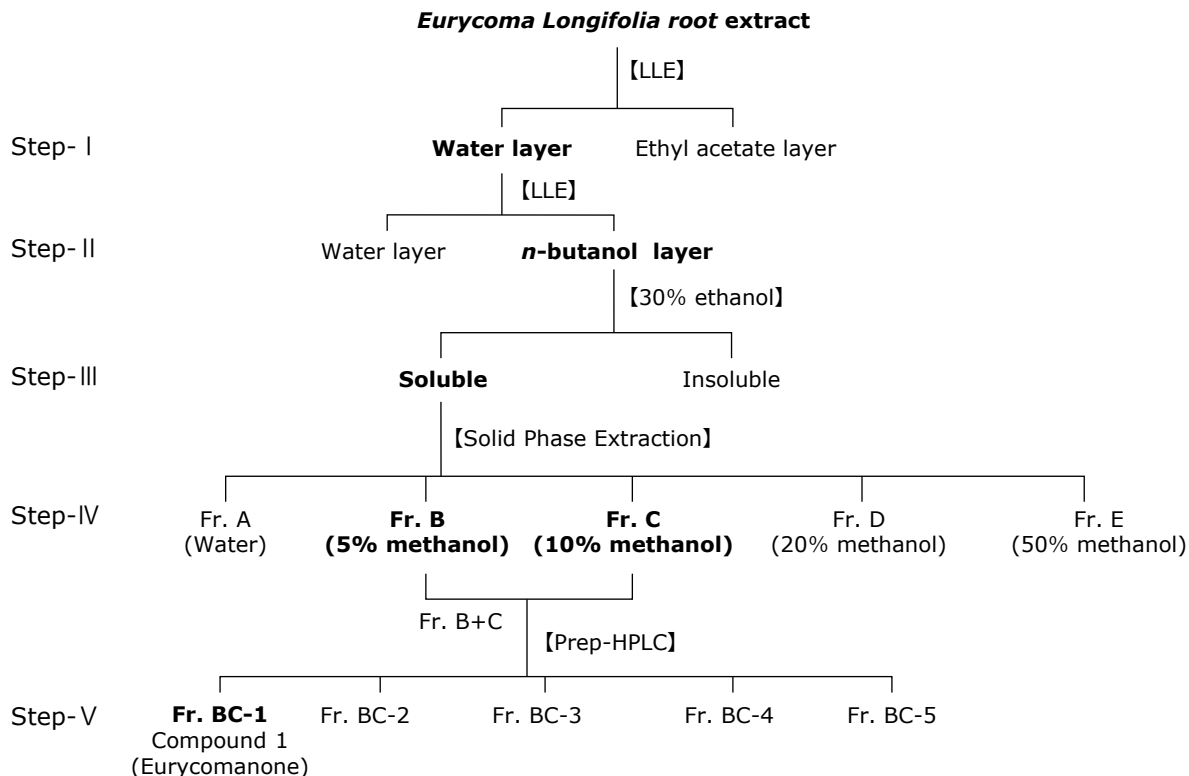 Eurycoma Longifolia root extract
【LLE】
Step-Ⅰ Water layer Ethyl acetate layer
【LLE】
Step-Ⅱ Water layer n-butanol layer
【30% ethanol】
Step-Ⅲ Soluble Insoluble
【Solid Phase Extraction】
Step-Ⅳ Fr. A Fr. B Fr. C Fr. D Fr. E
(Water) (5% methanol) (10% methanol) (20% methanol) (50% methanol)
Fr. B+C
【Prep-HPLC】
Step-Ⅴ Fr. BC-1 Fr. BC-2 Fr. BC-3 Fr. BC-4 Fr. BC-5
Compound 1
(Eurycomanone)